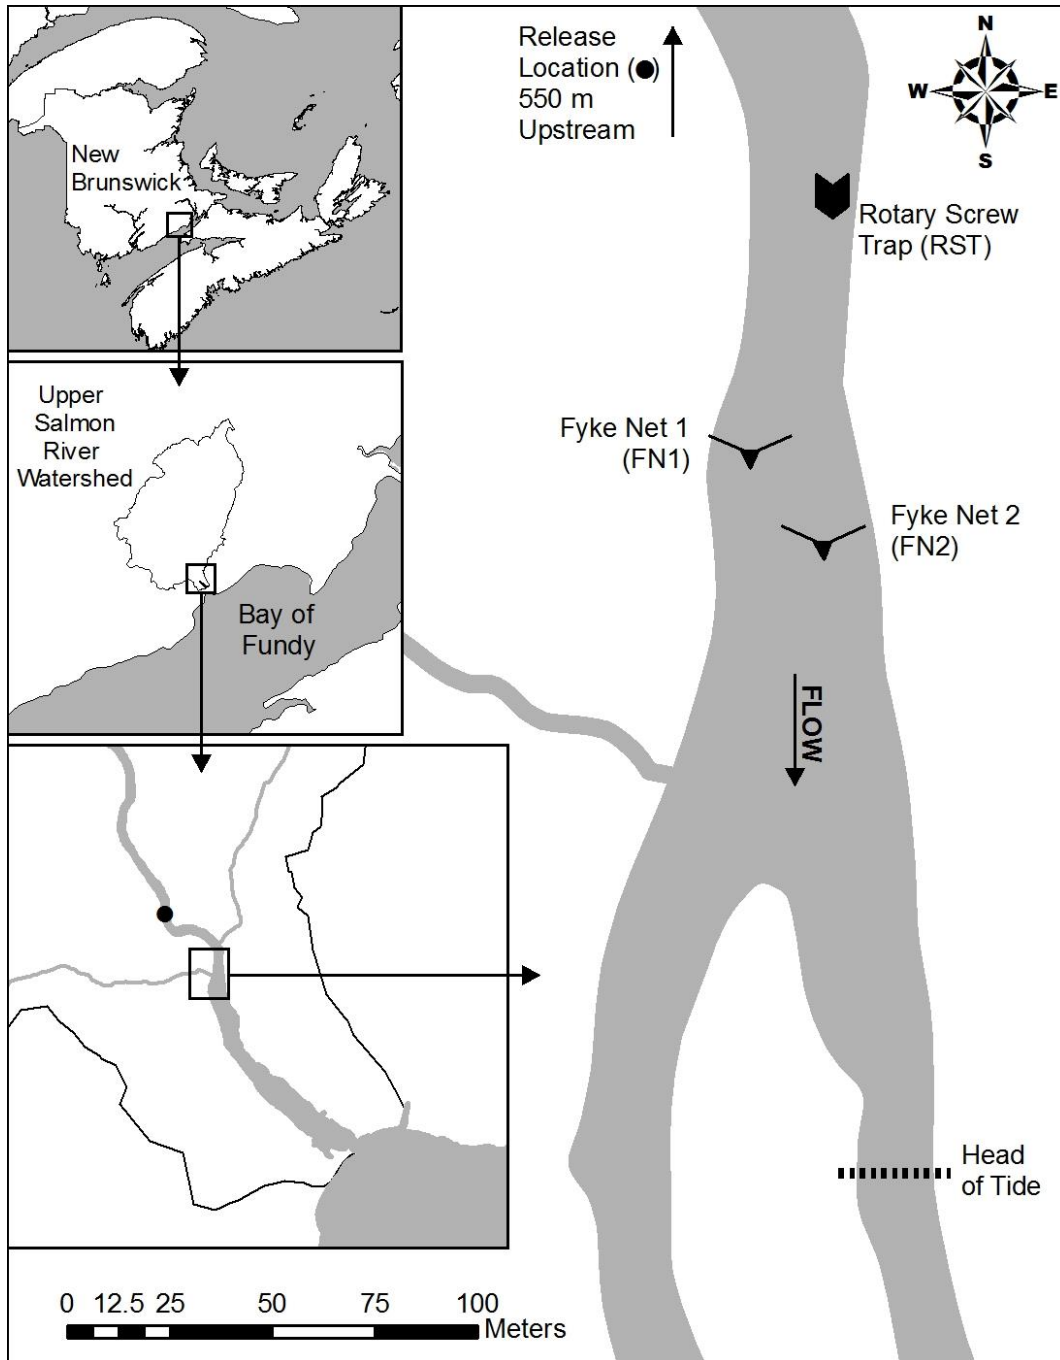 New
Brunswick
Upper
Salmon
River
Watershed
Bay of
Fundy
Release
Location (●)
550 m
Upstream
N
W
E
S
Rotary Screw
Trap (RST)
Fyke Net 1
(FN1)
Fyke Net 2
(FN2)
FLOW
Head
of Tide
0 12.5 25 50 75 100
Meters